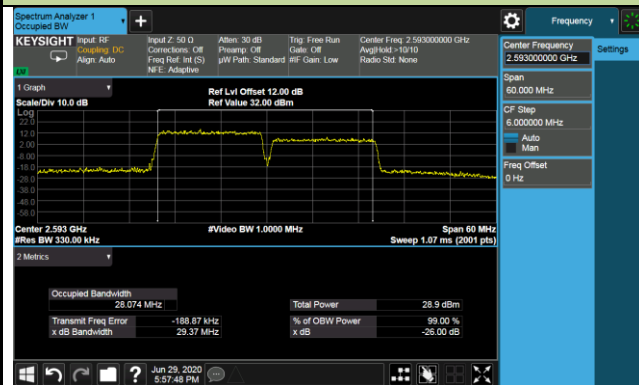 Spectrum Analyzer 1
Occupied BW
Frequency
KEYSIGHT
Input: RF
Coupling: DC
Align: Auto
Input Z: 50 Ω
Corrections: Off
Freq Ref: Int (S)
NFE: Adaptive
Atten: 30 dB
Preamp: Off
µW Path: Standard
Trig: Free Run
Gate: Off
#IF Gain: Low
Center Freq: 2.593000000 GHz
Avg|Hold:>10/10
Radio Std: None
Center Frequency
2.593000000 GHz
Settings
Span
60.000 MHz
CF Step
6.000000 MHz
Auto
Man
Freq Offset
0 Hz
1 Graph
Scale/Div 10.0 dB
Ref Lvl Offset 12.00 dB
Ref Value 32.00 dBm
Log
22.0
12.0
2.00
-8.00
-18.0
-28.0
-38.0
-48.0
-58.0
Center 2.593 GHz
#Res BW 330.00 kHz
#Video BW 1.0000 MHz
Span 60 MHz
Sweep 1.07 ms (2001 pts)
2 Metrics
Occupied Bandwidth
28.074 MHz
Total Power
28.9 dBm
Transmit Freq Error
-188.87 kHz
% of OBW Power
99.00 %
x dB Bandwidth
29.37 MHz
x dB
-26.00 dB
?
Jun 29, 2020
5:57:48 PM